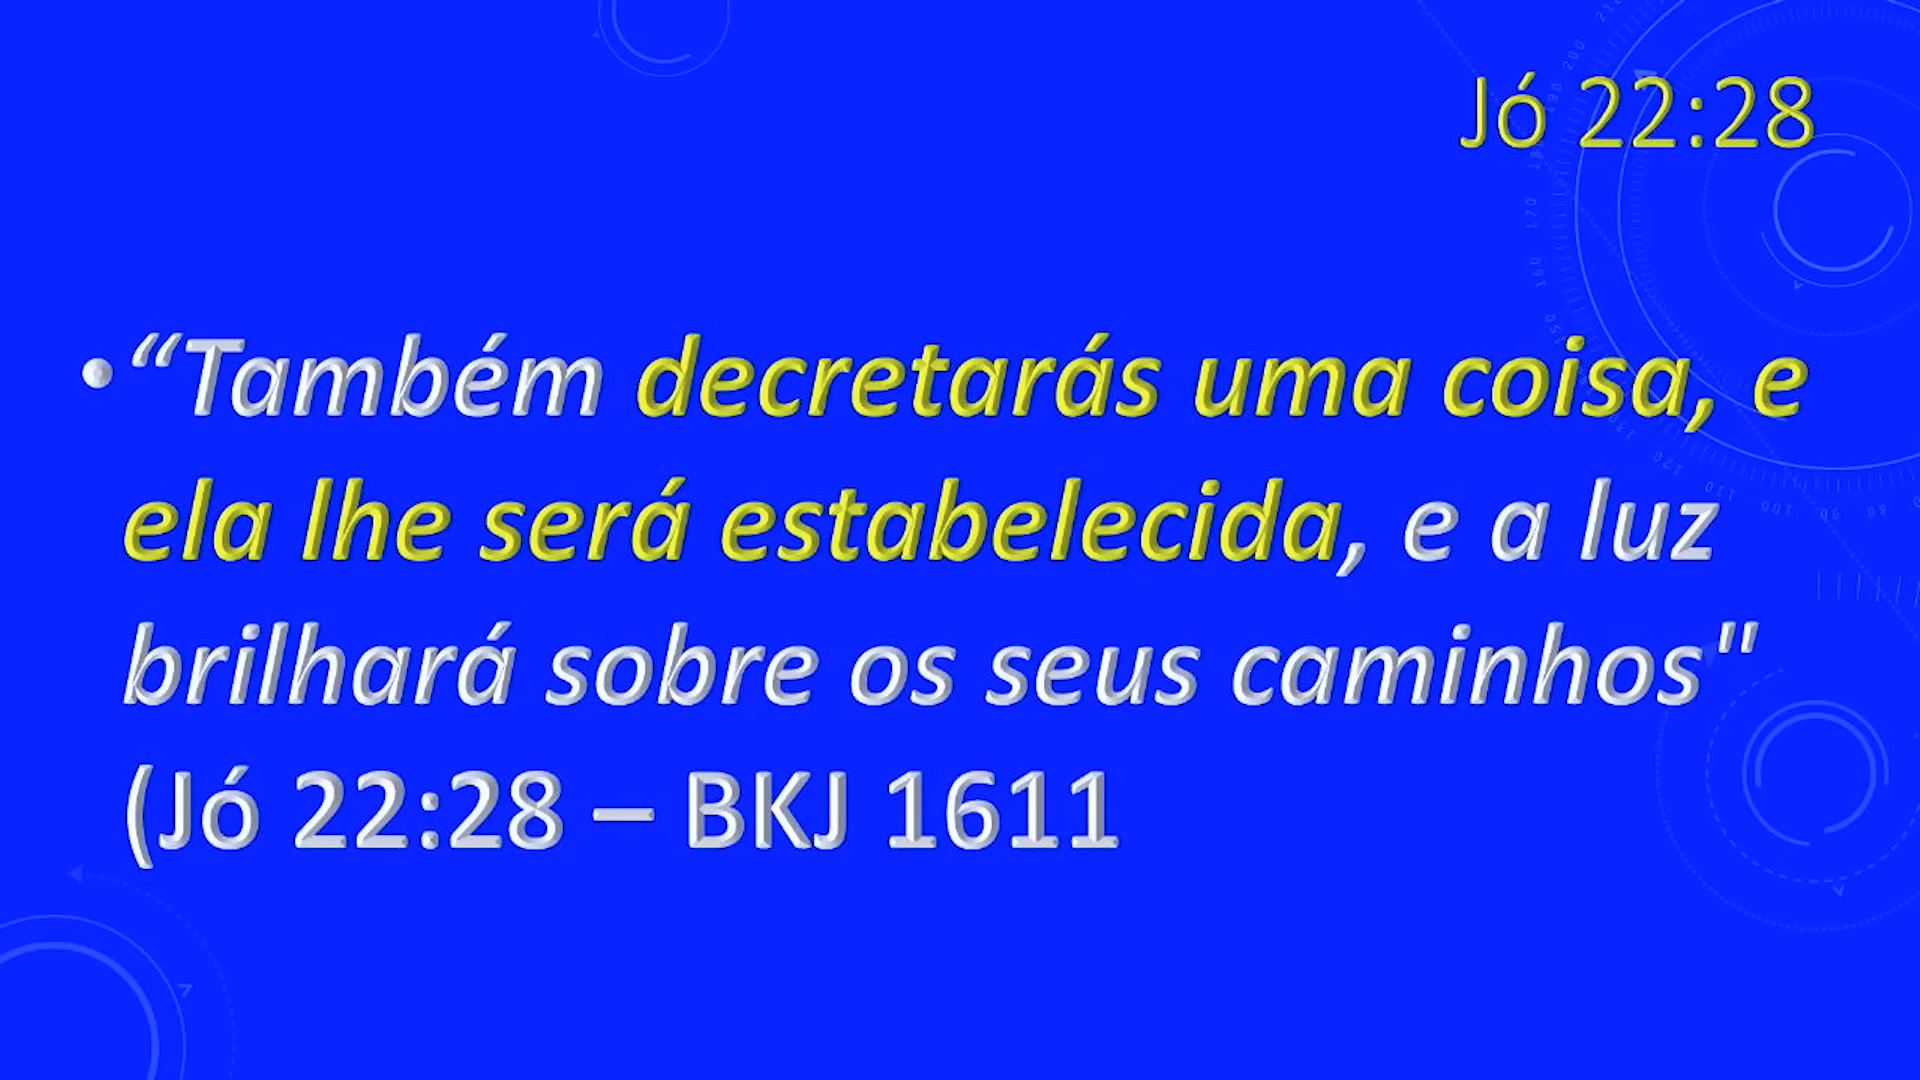 Jó 22:28
•“Também decretarás uma coisa, e
ela lhe será estabelecida, e a luz
brilhará sobre os seus caminhos"
(Jó 22:28 – BKJ 1611